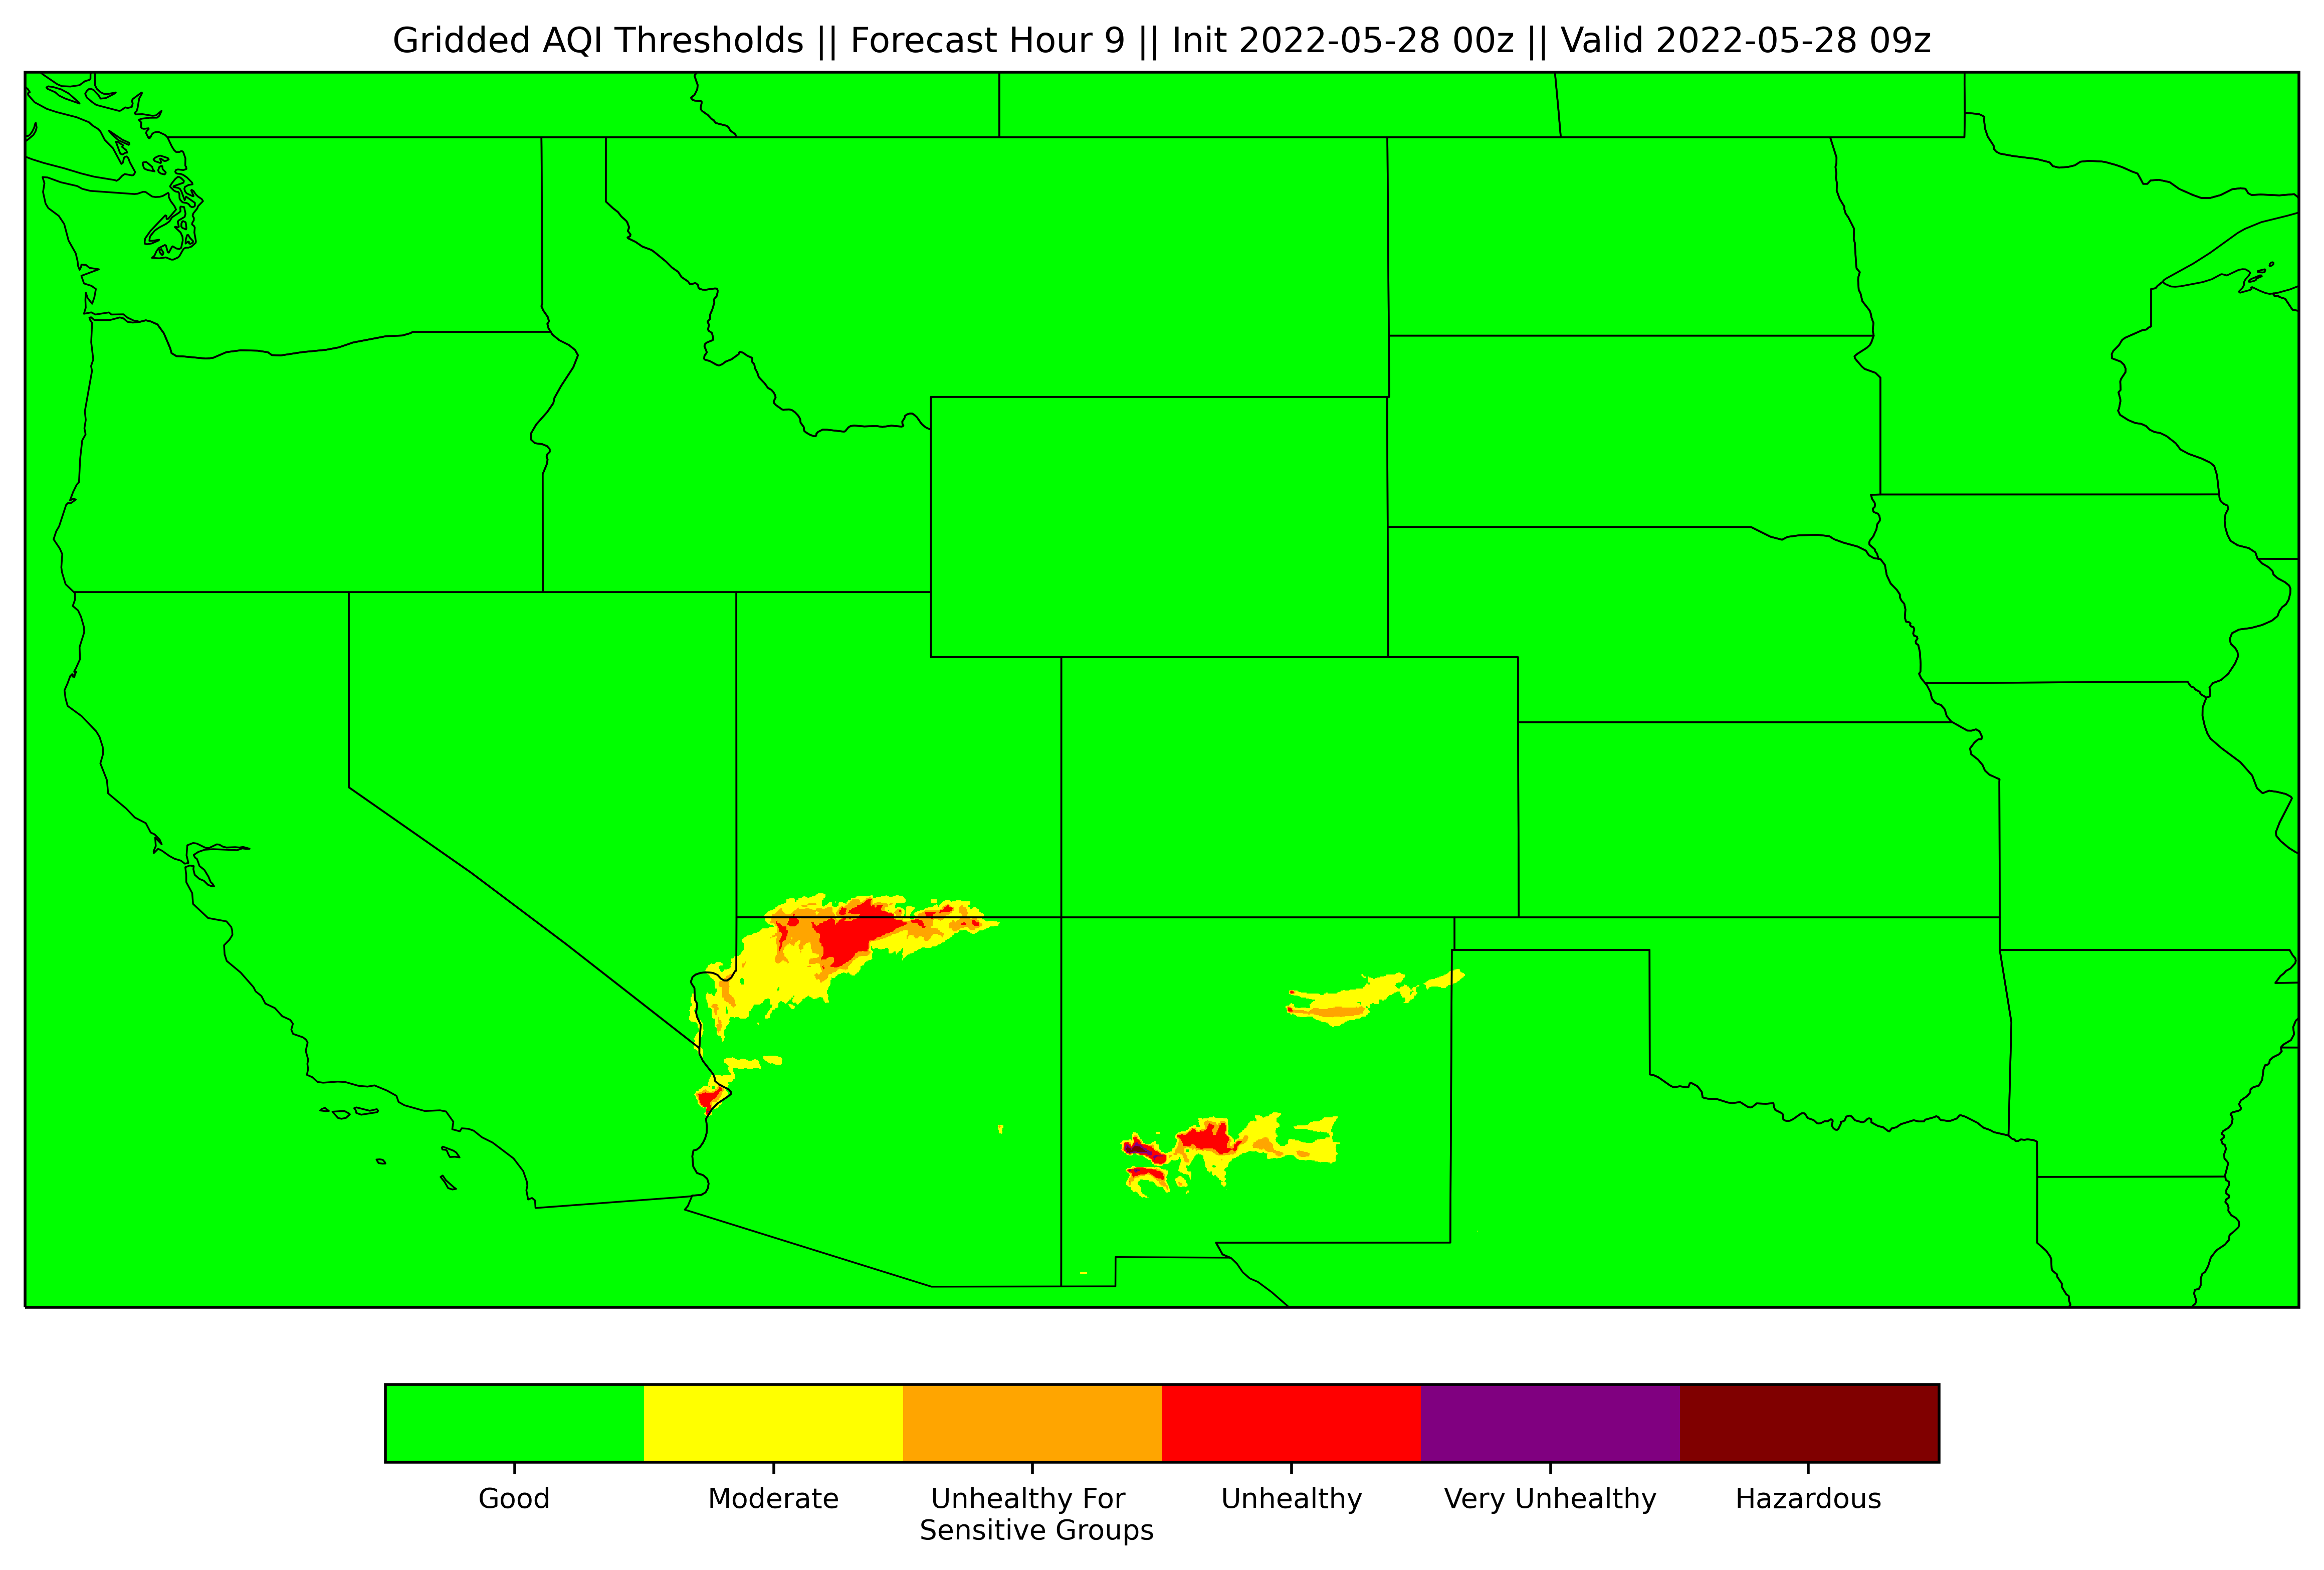 Gridded AQI Thresholds || Forecast Hour 9 || Init 2022-05-28 00z || Valid 2022-05-28 09z
Good
Moderate
Unhealthy For
Sensitive Groups
Unhealthy
Very Unhealthy
Hazardous